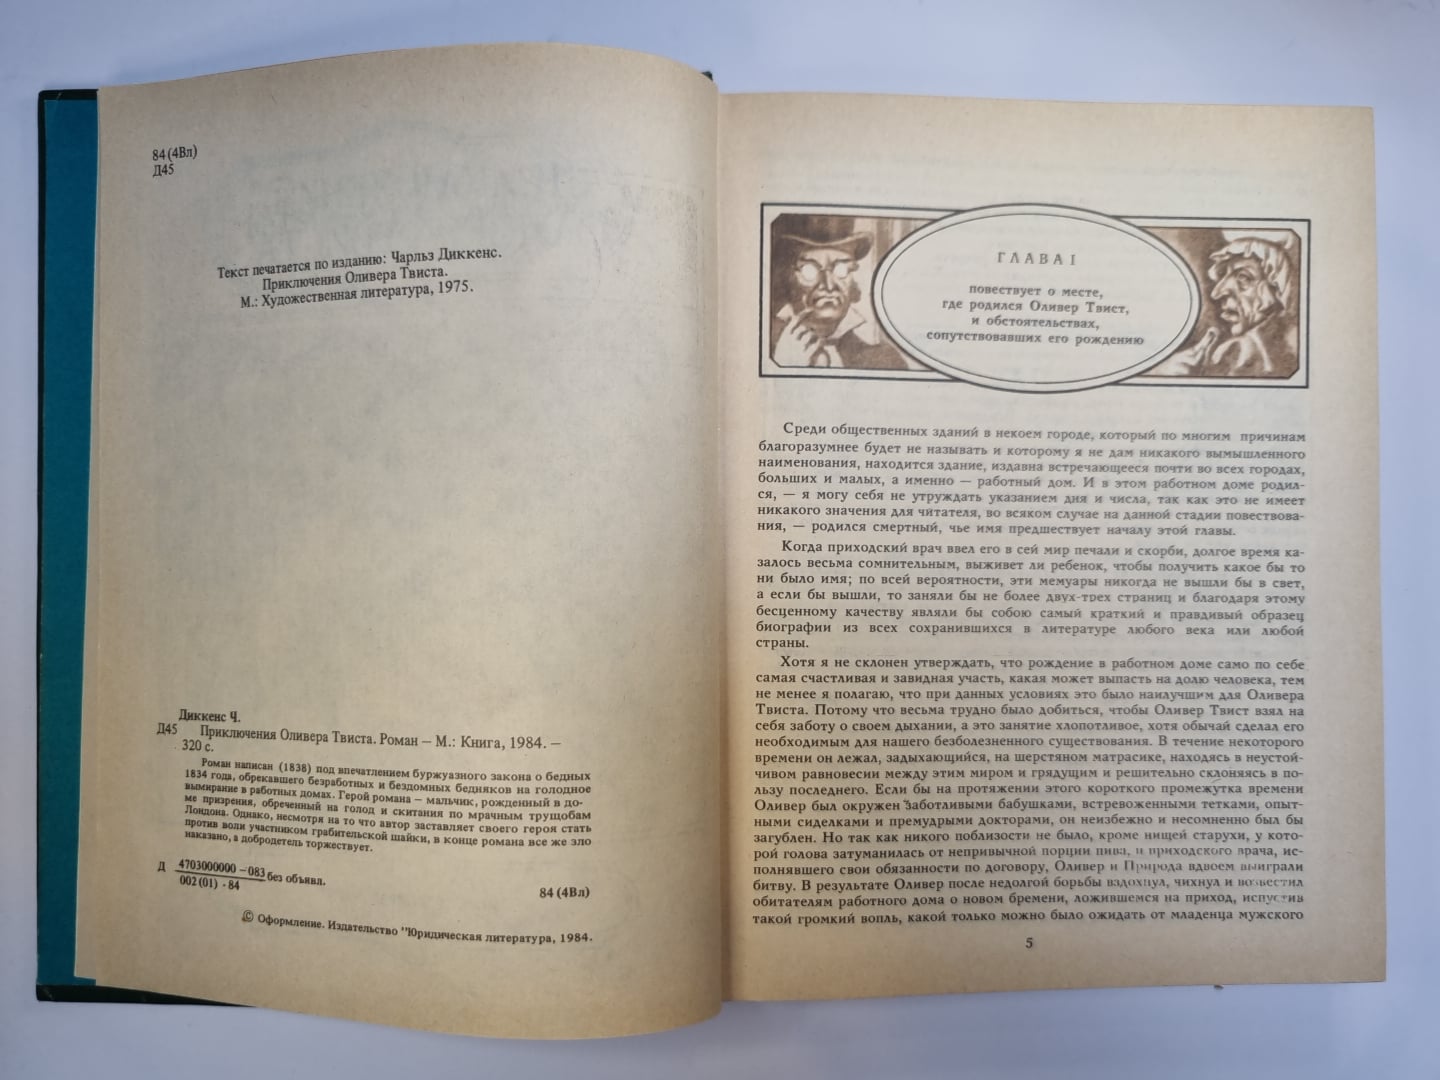 84(4Вл)
Д45
Текст печатается по изданию: Чарльз Диккенс.
Приключения Оливера Твиста.
М.: Художественная литература, 1975.
Диккенс Ч.
Д45 Приключения Оливера Твиста. Роман — М.: Книга, 1984. —
320 с.
Роман написан (1838) под впечатлением буржуазного закона о бедных
1834 года, обрекавшего безработных и бездомных бедняков на голодное
вымирание в работных домах. Герой романа — мальчик, рожденный в до-
ме призрения, обреченный на голод и скитания по мрачным трущобам
Лондона. Однако, несмотря на то что автор заставляет своего героя стать
против воли участником грабительской шайки, в конце романа все же зло
наказано, а добродетель торжествует.
Д 4703000000 — 083 без объявл.
002(01) · 84
84 (4Вл)
© Оформление. Издательство "Юридическая литература, 1984.
ГЛАВА I
повествует о месте,
где родился Оливер Твист,
и обстоятельствах,
сопутствовавших его рождению
Среди общественных зданий в некоем городе, который по многим причинам
благоразумнее будет не называть и которому я не дам никакого вымышленного
наименования, находится здание, издавна встречающееся почти во всех городах,
больших и малых, а именно — работный дом. И в этом работном доме родил-
ся, — я могу себя не утруждать указанием дня и числа, так как это не имеет
никакого значения для читателя, во всяком случае на данной стадии повествова-
ния, — родился смертный, чье имя предшествует началу этой главы.
Когда приходский врач ввел его в сей мир печали и скорби, долгое время ка-
залось весьма сомнительным, выживет ли ребенок, чтобы получить какое бы то
ни было имя; по всей вероятности, эти мемуары никогда не вышли бы в свет,
а если бы вышли, то заняли бы не более двух-трех страниц и благодаря этому
бесценному качеству являли бы собою самый краткий и правдивый образец
биографии из всех сохранившихся в литературе любого века или любой
страны.
Хотя я не склонен утверждать, что рождение в работном доме само по себе
самая счастливая и завидная участь, какая может выпасть на долю человека, тем
не менее я полагаю, что при данных условиях это было наилучшим для Оливера
Твиста. Потому что весьма трудно было добиться, чтобы Оливер Твист взял на
себя заботу о своем дыхании, а это занятие хлопотливое, хотя обычай сделал его
необходимым для нашего безболезненного существования. В течение некоторого
времени он лежал, задыхающийся, на шерстяном матрасике, находясь в неустой-
чивом равновесии между этим миром и грядущим и решительно склоняясь в по-
льзу последнего. Если бы на протяжении этого короткого промежутка времени
Оливер был окружен заботливыми бабушками, встревоженными тетками, опыт-
ными сиделками и премудрыми докторами, он неизбежно и несомненно был бы
загублен. Но так как никого поблизости не было, кроме нищей старухи, у кото-
рой голова затуманилась от непривычной порции пива, и приходского врача, ис-
полнявшего свои обязанности по договору, Оливер и Природа вдвоем выиграли
битву. В результате Оливер после недолгой борьбы вздохнул, чихнул и возвестил
обитателям работного дома о новом бремени, ложившемся на приход, испустив
такой громкий вопль, какой только можно было ожидать от младенца мужского
5